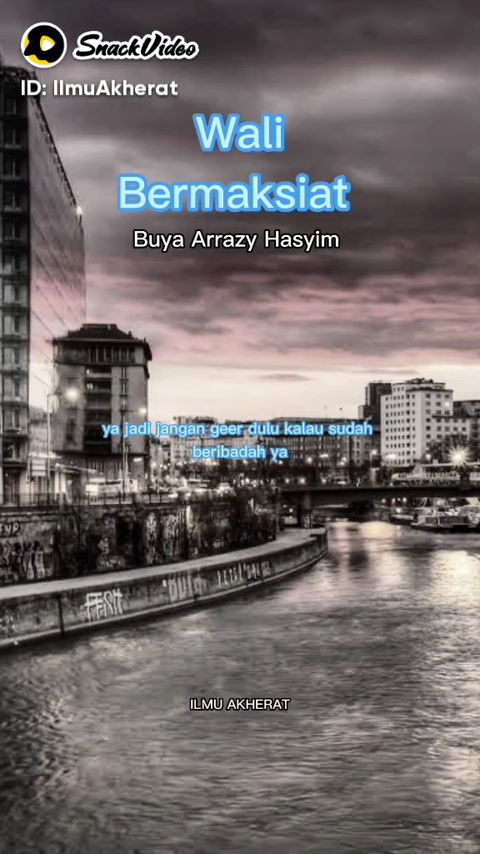 SnackVideo
ID: IlmuAkherat
Wali
Bermaksiat
Buya Arrazy Hasyim
ya jadi jangan geer dulu kalau sudah
beribadah ya
ILMU AKHERAT